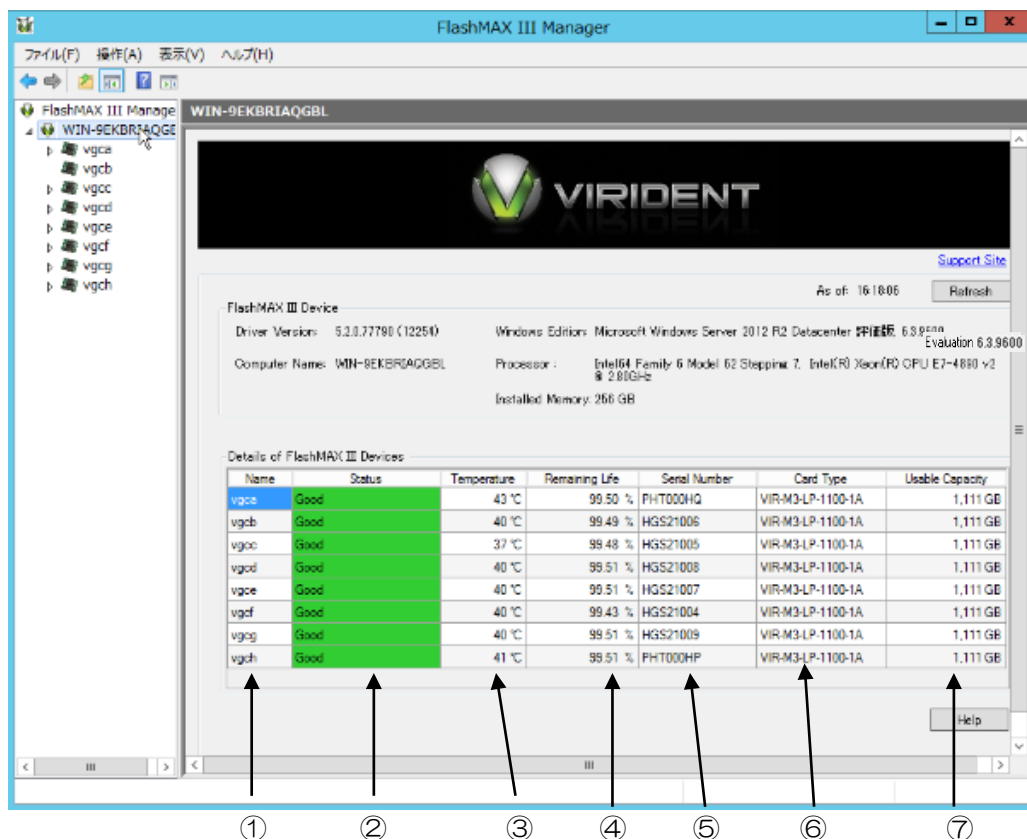 FlashMAX III Manager
ファイル(F) 操作(A) 表示(V) ヘルプ(H)
FlashMAX III Manage
WIN-9EKBRIAQGE
vgca
vgcb
vgcc
vgcd
vgce
vgcf
vgcg
vgch
WIN-9EKBRIAQGBL
VIRIDENT
Support Site
As of: 16:18:06 Refresh
FlashMAX III Device
Driver Version: 5.2.0.77790 (12254) Windows Edition: Microsoft Windows Server 2012 R2 Datacenter 評価版 6.3.9600
Evaluation 6.3.9600
Computer Name: WIN-9EKBRIAQGBL Processor : Intel64 Family 6 Model 62 Stepping 7, Intel(R) Xeon(R) CPU E7-4890 v2
@ 2.80GHz
Installed Memory: 256 GB
Details of FlashMAX III Devices
Name Status Temperature Remaining Life Serial Number Card Type Usable Capacity
vgca Good 43 ℃ 99.50 % PHT000HQ VIR-M3-LP-1100-1A 1,111 GB
vgcb Good 40 ℃ 99.49 % HGS21006 VIR-M3-LP-1100-1A 1,111 GB
vgcc Good 37 ℃ 99.48 % HGS21005 VIR-M3-LP-1100-1A 1,111 GB
vgcd Good 40 ℃ 99.51 % HGS21008 VIR-M3-LP-1100-1A 1,111 GB
vgce Good 40 ℃ 99.51 % HGS21007 VIR-M3-LP-1100-1A 1,111 GB
vgcf Good 40 ℃ 99.43 % HGS21004 VIR-M3-LP-1100-1A 1,111 GB
vgcg Good 40 ℃ 99.51 % HGS21009 VIR-M3-LP-1100-1A 1,111 GB
vgch Good 41 ℃ 99.51 % PHT000HP VIR-M3-LP-1100-1A 1,111 GB
Help
① ② ③ ④ ⑤ ⑥ ⑦